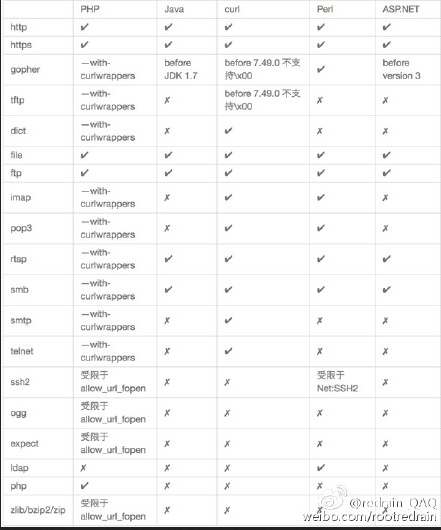 PHP Java curl Perl ASP.NET
http ✔ ✔ ✔ ✔ ✔
https ✔ ✔ ✔ ✔ ✔
gopher —with-curlwrappers before JDK 1.7 before 7.49.0 不支持\x00 ✔ before version 3
tftp —with-curlwrappers ✗ before 7.49.0 不支持\x00 ✗ ✗
dict —with-curlwrappers ✗ ✔ ✗ ✗
file ✔ ✔ ✔ ✔ ✔
ftp ✔ ✔ ✔ ✔ ✔
imap —with-curlwrappers ✗ ✔ ✔ ✗
pop3 —with-curlwrappers ✗ ✔ ✔ ✗
rtsp —with-curlwrappers ✔ ✔ ✔ ✔
smb —with-curlwrappers ✔ ✔ ✔ ✔
smtp —with-curlwrappers ✗ ✔ ✗ ✗
telnet —with-curlwrappers ✗ ✔ ✗ ✗
ssh2 受限于allow_url_fopen ✗ ✗ 受限于Net:SSH2 ✗
ogg 受限于allow_url_fopen ✗ ✗ ✗ ✗
expect 受限于allow_url_fopen ✗ ✗ ✗ ✗
ldap ✗ ✗ ✗ ✔ ✗
php ✔ ✗ ✗ ✗ ✗
zlib/bzip2/zip 受限于allow_url_fopen ✗ ✗ ✗ ✗
@redrain_QAQ
weibo.com/rootredrain